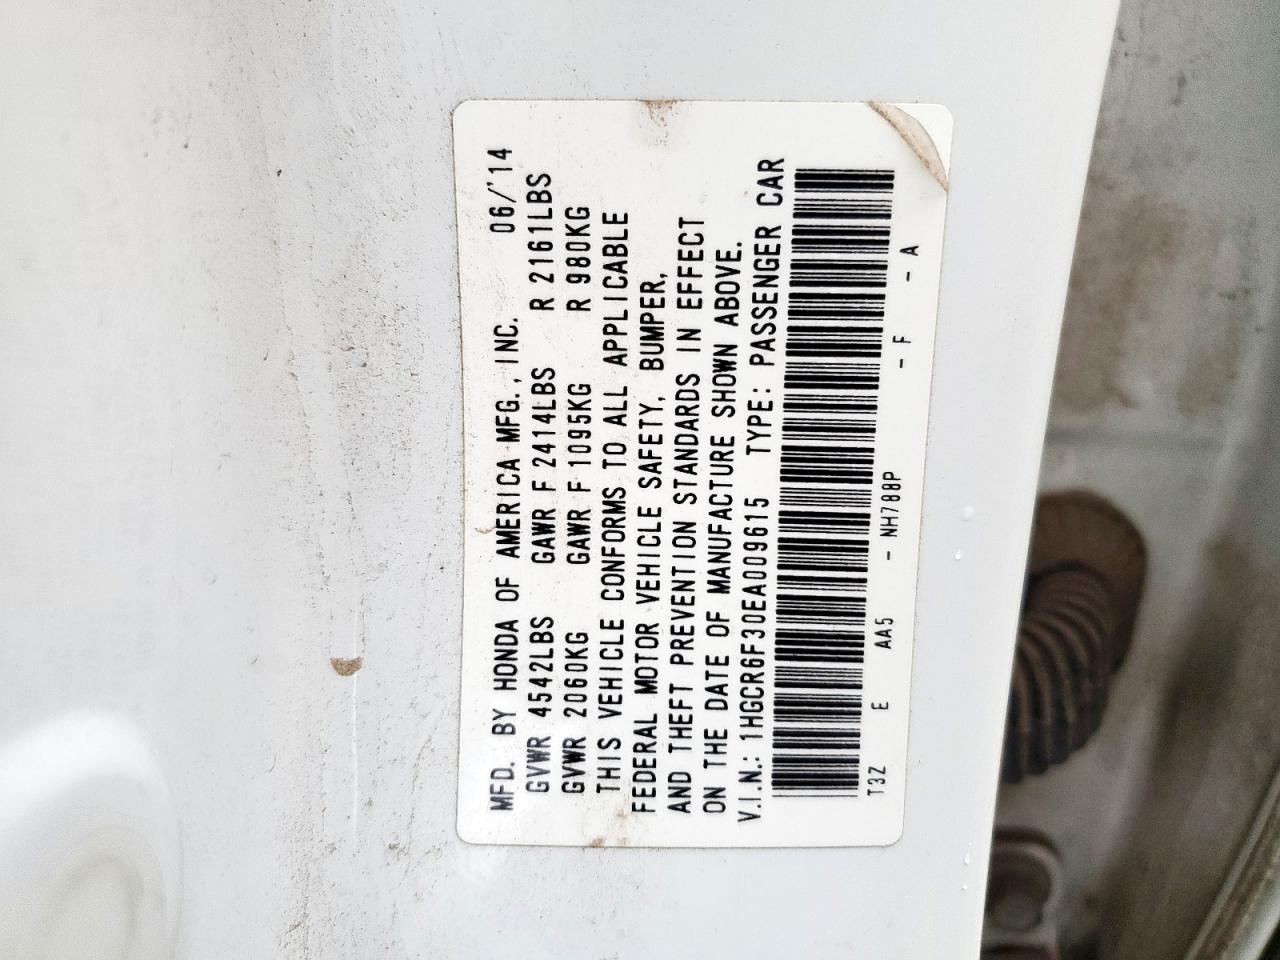 MFD. BY HONDA OF AMERICA MFG., INC. 06/'14
GVWR 4542LBS GAWR F 2414LBS R 2161LBS
GVWR 2060KG GAWR F 1095KG R 980KG
THIS VEHICLE CONFORMS TO ALL APPLICABLE
FEDERAL MOTOR VEHICLE SAFETY, BUMPER,
AND THEFT PREVENTION STANDARDS IN EFFECT
ON THE DATE OF MANUFACTURE SHOWN ABOVE.
V.I.N.: 1HGCR6F30EA009615 TYPE: PASSENGER CAR
T3Z E AA5 - NH788P - F - A